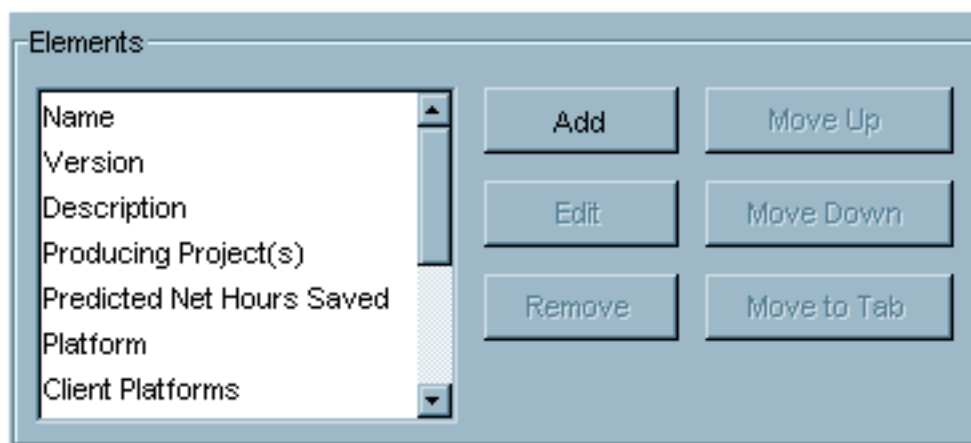 Elements
Name
Version
Description
Producing Project(s)
Predicted Net Hours Saved
Platform
Client Platforms
Add
Move Up
Edit
Move Down
Remove
Move to Tab